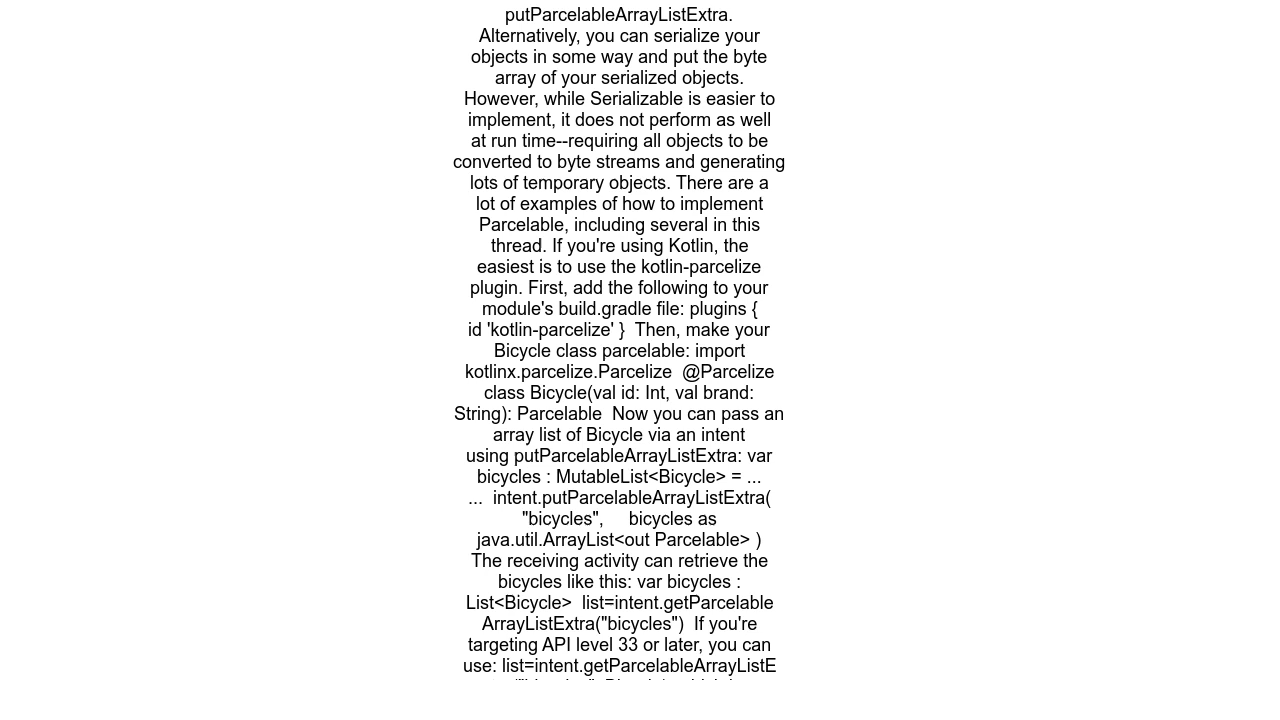 putParcelableArrayListExtra.
Alternatively, you can serialize your
objects in some way and put the byte
array of your serialized objects.
However, while Serializable is easier to
implement, it does not perform as well
at run time--requiring all objects to be
converted to byte streams and generating
lots of temporary objects. There are a
lot of examples of how to implement
Parcelable, including several in this
thread. If you're using Kotlin, the
easiest is to use the kotlin-parcelize
plugin. First, add the following to your
module's build.gradle file: plugins {
id 'kotlin-parcelize' }  Then, make your
Bicycle class parcelable: import
kotlinx.parcelize.Parcelize  @Parcelize
class Bicycle(val id: Int, val brand:
String): Parcelable  Now you can pass an
array list of Bicycle via an intent
using putParcelableArrayListExtra: var
bicycles : MutableList<Bicycle> = ...
...  intent.putParcelableArrayListExtra(
"bicycles",     bicycles as
java.util.ArrayList<out Parcelable> )
The receiving activity can retrieve the
bicycles like this: var bicycles :
List<Bicycle>  list=intent.getParcelable
ArrayListExtra("bicycles")  If you're
targeting API level 33 or later, you can
use: list=intent.getParcelableArrayListE